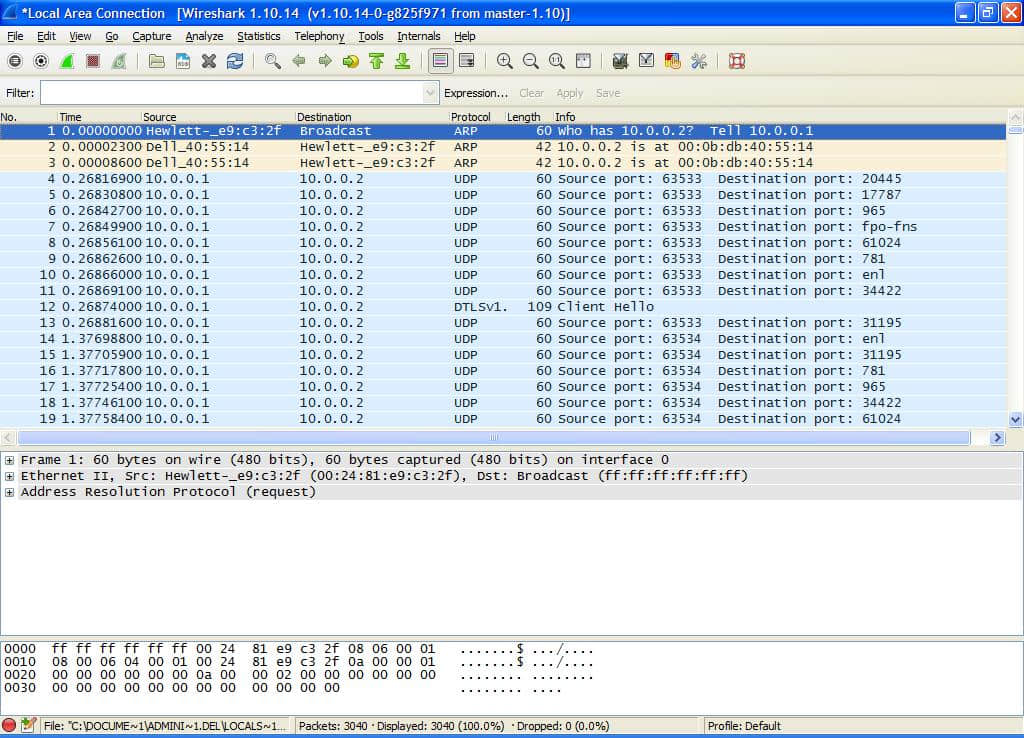 *Local Area Connection [Wireshark 1.10.14 (v1.10.14-0-g825f971 from master-1.10)]
File Edit View Go Capture Analyze Statistics Telephony Tools Internals Help
Filter: Expression... Clear Apply Save
No. Time Source Destination Protocol Length Info
1 0.00000000 Hewlett-_e9:c3:2f Broadcast ARP 60 Who has 10.0.0.2? Tell 10.0.0.1
2 0.00002300 Dell_40:55:14 Hewlett-_e9:c3:2f ARP 42 10.0.0.2 is at 00:0b:db:40:55:14
3 0.00008600 Dell_40:55:14 Hewlett-_e9:c3:2f ARP 42 10.0.0.2 is at 00:0b:db:40:55:14
4 0.26816900 10.0.0.1 10.0.0.2 UDP 60 Source port: 63533 Destination port: 20445
5 0.26830800 10.0.0.1 10.0.0.2 UDP 60 Source port: 63533 Destination port: 17787
6 0.26842700 10.0.0.1 10.0.0.2 UDP 60 Source port: 63533 Destination port: 965
7 0.26849900 10.0.0.1 10.0.0.2 UDP 60 Source port: 63533 Destination port: fpo-fns
8 0.26856100 10.0.0.1 10.0.0.2 UDP 60 Source port: 63533 Destination port: 61024
9 0.26862600 10.0.0.1 10.0.0.2 UDP 60 Source port: 63533 Destination port: 781
10 0.26866000 10.0.0.1 10.0.0.2 UDP 60 Source port: 63533 Destination port: enl
11 0.26869100 10.0.0.1 10.0.0.2 UDP 60 Source port: 63533 Destination port: 34422
12 0.26874000 10.0.0.1 10.0.0.2 DTLSv1. 109 Client Hello
13 0.26881600 10.0.0.1 10.0.0.2 UDP 60 Source port: 63533 Destination port: 31195
14 1.37698800 10.0.0.1 10.0.0.2 UDP 60 Source port: 63534 Destination port: enl
15 1.37705900 10.0.0.1 10.0.0.2 UDP 60 Source port: 63534 Destination port: 31195
16 1.37717800 10.0.0.1 10.0.0.2 UDP 60 Source port: 63534 Destination port: 781
17 1.37725400 10.0.0.1 10.0.0.2 UDP 60 Source port: 63534 Destination port: 965
18 1.37746100 10.0.0.1 10.0.0.2 UDP 60 Source port: 63534 Destination port: 34422
19 1.37758400 10.0.0.1 10.0.0.2 UDP 60 Source port: 63534 Destination port: 61024
Frame 1: 60 bytes on wire (480 bits), 60 bytes captured (480 bits) on interface 0
Ethernet II, Src: Hewlett-_e9:c3:2f (00:24:81:e9:c3:2f), Dst: Broadcast (ff:ff:ff:ff:ff:ff)
Address Resolution Protocol (request)
0000 ff ff ff ff ff ff 00 24 81 e9 c3 2f 08 06 00 01 .......$ .../....
0010 08 00 06 04 00 01 00 24 81 e9 c3 2f 0a 00 00 01 .......$ .../....
0020 00 00 00 00 00 00 0a 00 00 02 00 00 00 00 00 00 ........ ........
0030 00 00 00 00 00 00 00 00 00 00 00 00 ........ ....
File: "C:\DOCUME~1\ADMINI~1.DEL\LOCALS~1... Packets: 3040 · Displayed: 3040 (100.0%) · Dropped: 0 (0.0%) Profile: Default